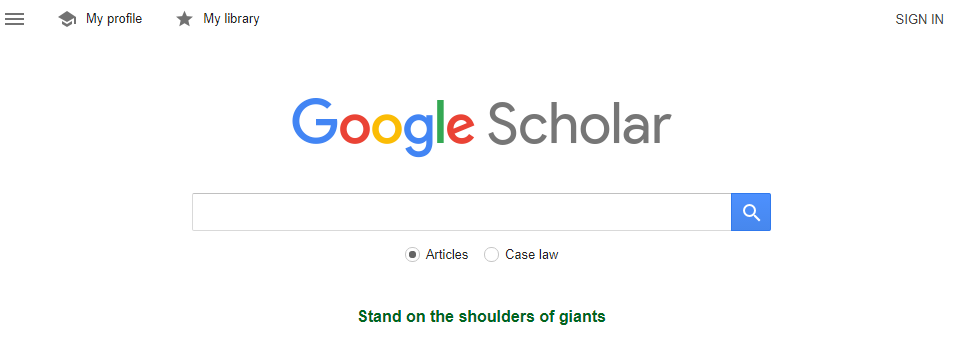 My profile My library SIGN IN
Google Scholar
Articles Case law
Stand on the shoulders of giants